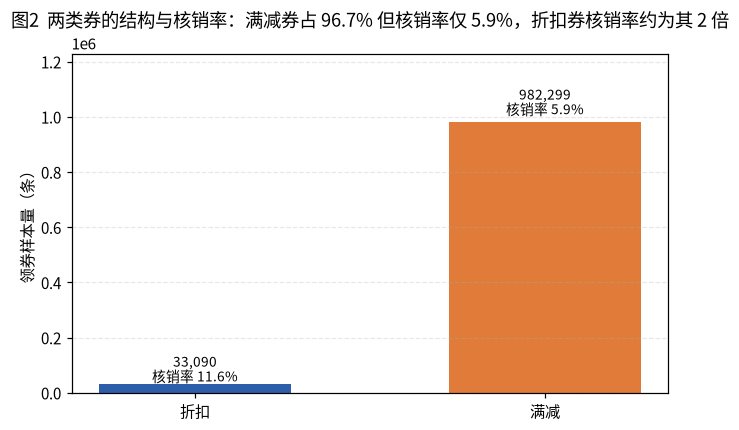 图2 两类券的结构与核销率：满减券占 96.7% 但核销率仅 5.9%，折扣券核销率约为其 2 倍
1e6
1.2
1.0
0.8
0.6
0.4
0.2
0.0
领券样本量（条）
982,299
核销率 5.9%
33,090
核销率 11.6%
折扣
满减